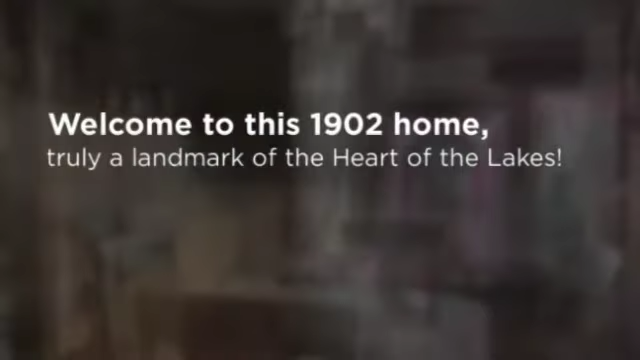 Welcome to this 1902 home,
truly a landmark of the Heart of the Lakes!